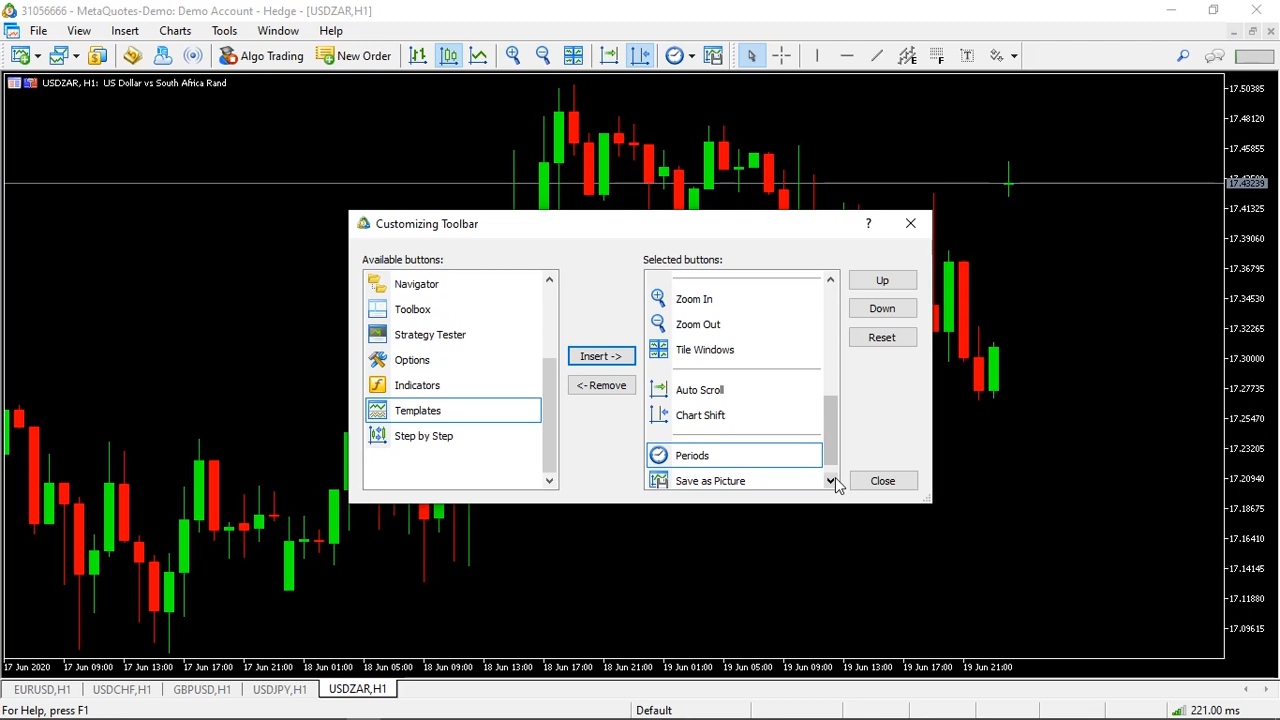 31056666 - MetaQuotes-Demo: Demo Account - Hedge - [USDZAR,H1]
File View Insert Charts Tools Window Help
Algo Trading New Order
USDZAR, H1: US Dollar vs South Africa Rand
17.50385
17.48120
17.45855
17.43239
17.41325
17.39060
17.36795
17.34530
17.32265
17.30000
17.27735
17.25470
17.23205
17.20940
17.18675
17.16410
17.14145
17.11880
17.09615
Customizing Toolbar
?
Available buttons:
Navigator
Toolbox
Strategy Tester
Options
Indicators
Templates
Step by Step
Insert ->
<- Remove
Selected buttons:
Zoom In
Zoom Out
Tile Windows
Auto Scroll
Chart Shift
Periods
Save as Picture
Up
Down
Reset
Close
17 Jun 2020 17 Jun 09:00 17 Jun 13:00 17 Jun 17:00 17 Jun 21:00 18 Jun 01:00 18 Jun 05:00 18 Jun 09:00 18 Jun 13:00 18 Jun 17:00 18 Jun 21:00 19 Jun 01:00 19 Jun 05:00 19 Jun 09:00 19 Jun 13:00 19 Jun 17:00 19 Jun 21:00
EURUSD,H1 USDCHF,H1 GBPUSD,H1 USDJPY,H1 USDZAR,H1
For Help, press F1 Default 221.00 ms